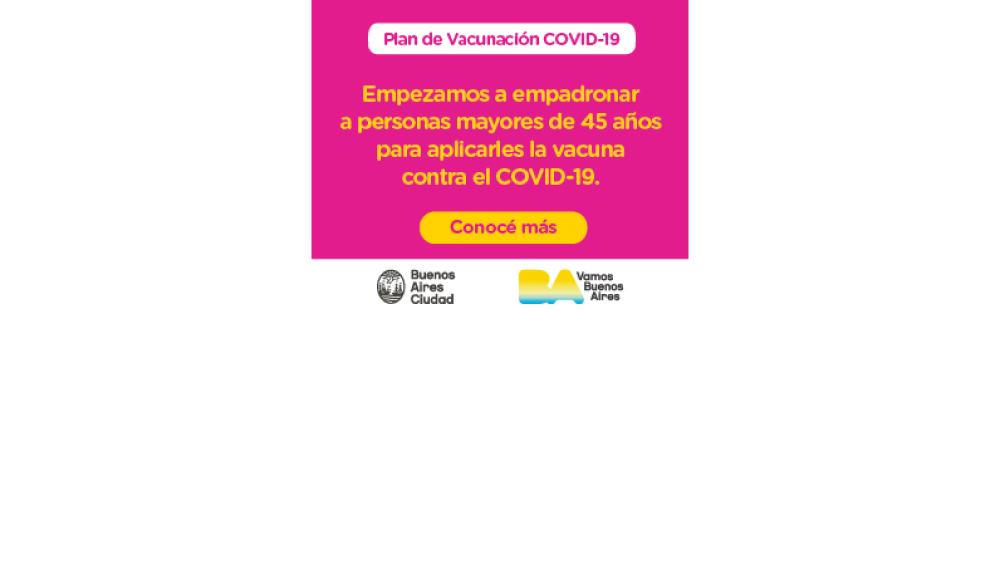 Plan de Vacunación COVID-19
Empezamos a empadronar
a personas mayores de 45 años
para aplicarles la vacuna
contra el COVID-19.
Conocé más
Buenos
Aires
Ciudad
BA
Vamos
Buenos
Aires